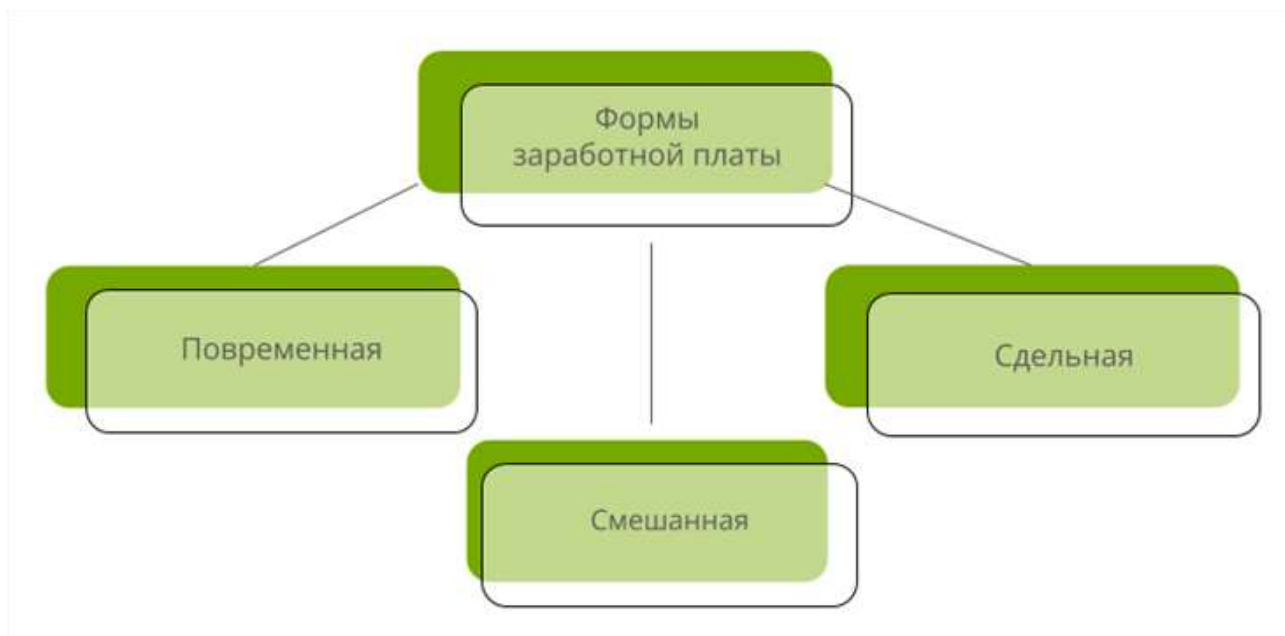 Формы
заработной платы
Повременная
Сдельная
Смешанная